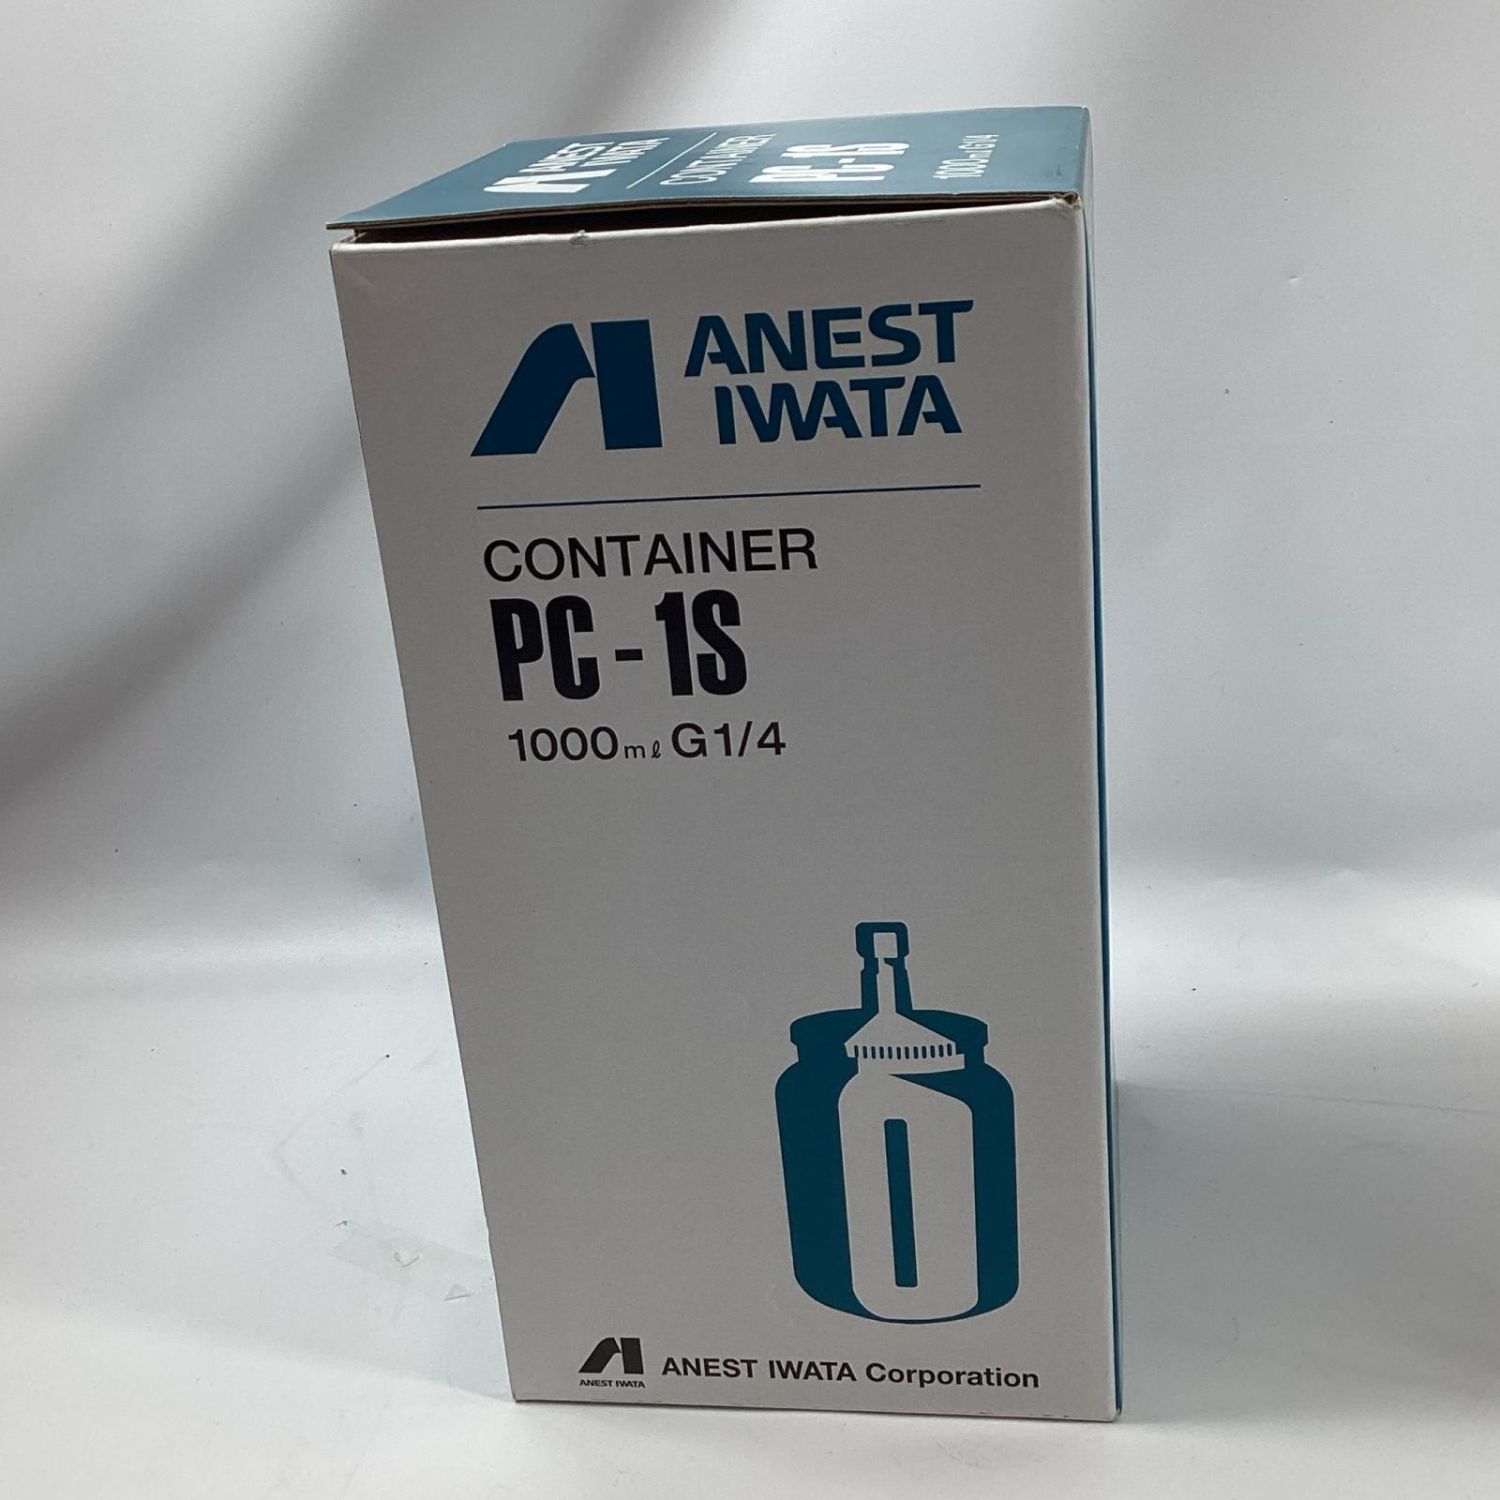 ANEST
IWATA
CONTAINER
PC-1S
1000ml G1/4
ANEST
IWATA
CONTAINER
PC-1S
1000mℓ G1/4
ANEST IWATA
ANEST IWATA Corporation